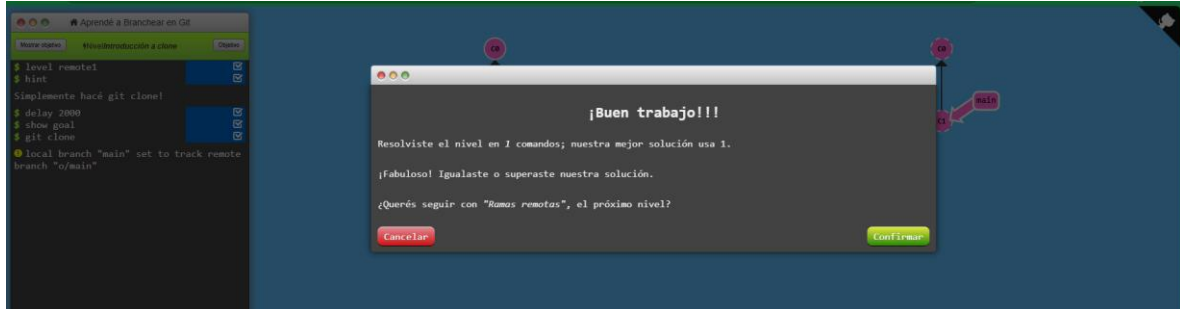 Aprendé a Branchear en Git
Mostrar objetivo
Nivel Introducción a clone
Objetivo
$ level remote1
$ hint
Simplemente hacé git clone!
$ delay 2000
$ show goal
$ git clone
local branch "main" set to track remote
branch "o/main"
c0
c0
main
c1
¡Buen trabajo!!!
Resolviste el nivel en 1 comandos; nuestra mejor solución usa 1.
¡Fabuloso! Igualaste o superaste nuestra solución.
¿Querés seguir con "Ramas remotas", el próximo nivel?
Cancelar
Confirmar